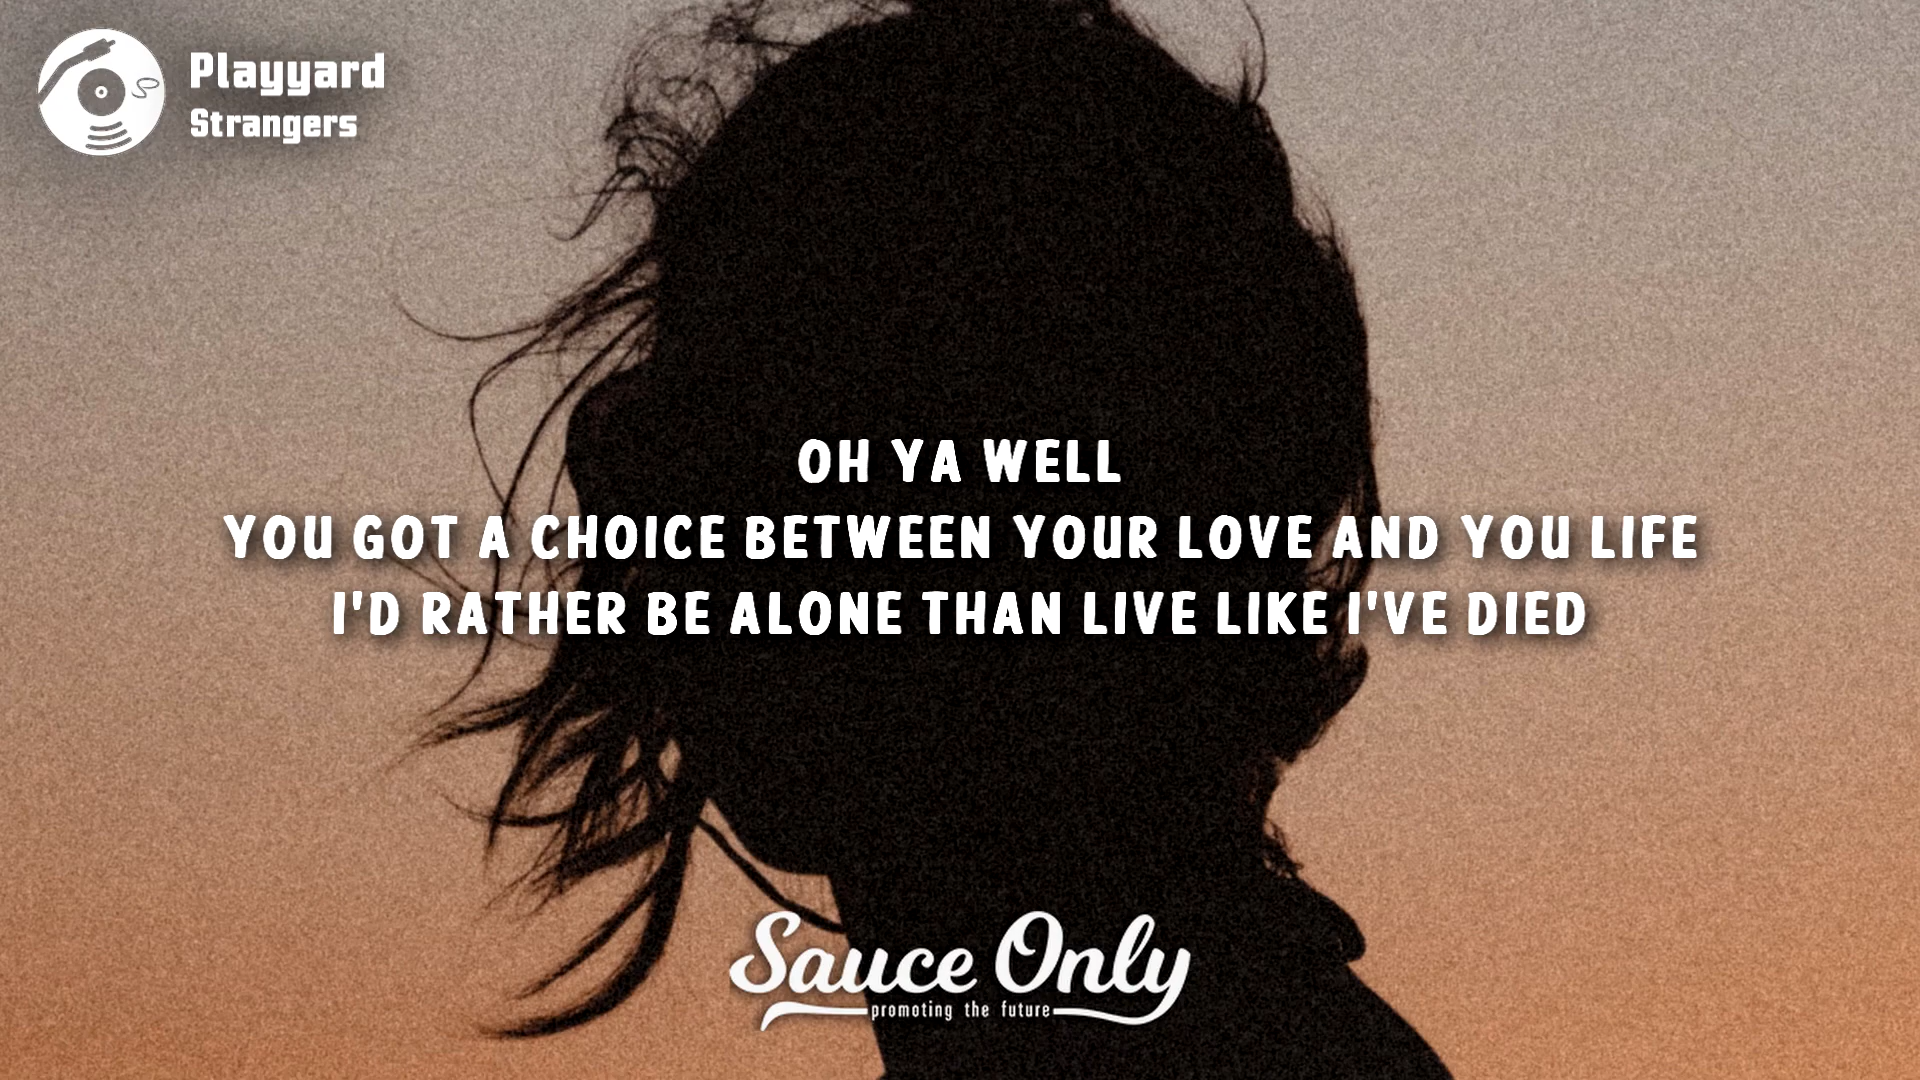 Playyard
Strangers
OH YA WELL
YOU GOT A CHOICE BETWEEN YOUR LOVE AND YOU LIFE
I'D RATHER BE ALONE THAN LIVE LIKE I'VE DIED
Sauce Only
promoting the future